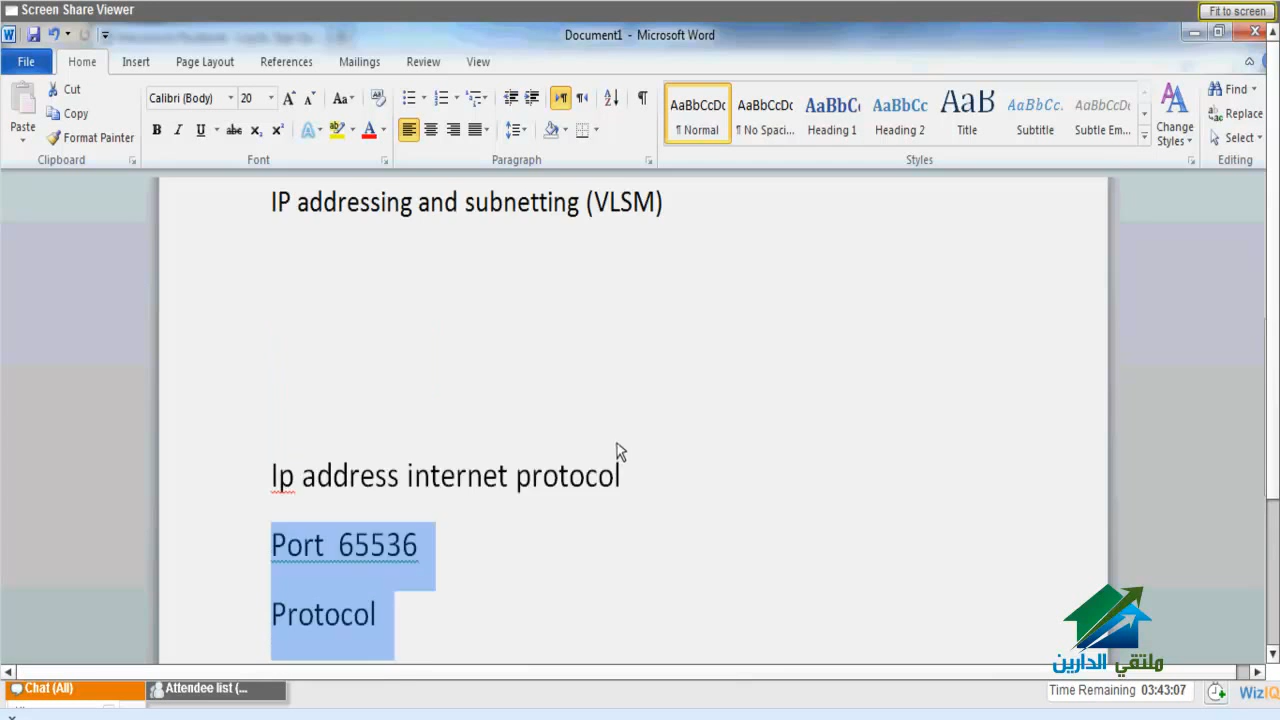 Screen Share Viewer
Fit to screen
Document1 - Microsoft Word
File Home Insert Page Layout References Mailings Review View
Cut
Copy
Format Painter
Paste
Calibri (Body) 20
AaBbCcDc AaBbCcDc AaBbC AaBbCc AaB AaBbCc. AaBbCcDc
¶ Normal ¶ No Spaci... Heading 1 Heading 2 Title Subtitle Subtle Em...
Change Styles
Find
Replace
Select
Clipboard Font Paragraph Styles Editing
IP addressing and subnetting (VLSM)
Ip address internet protocol
Port 65536
Protocol
ملتقي الدارين
Chat (All) Attendee list (...
Time Remaining 03:43:07
WizIQ